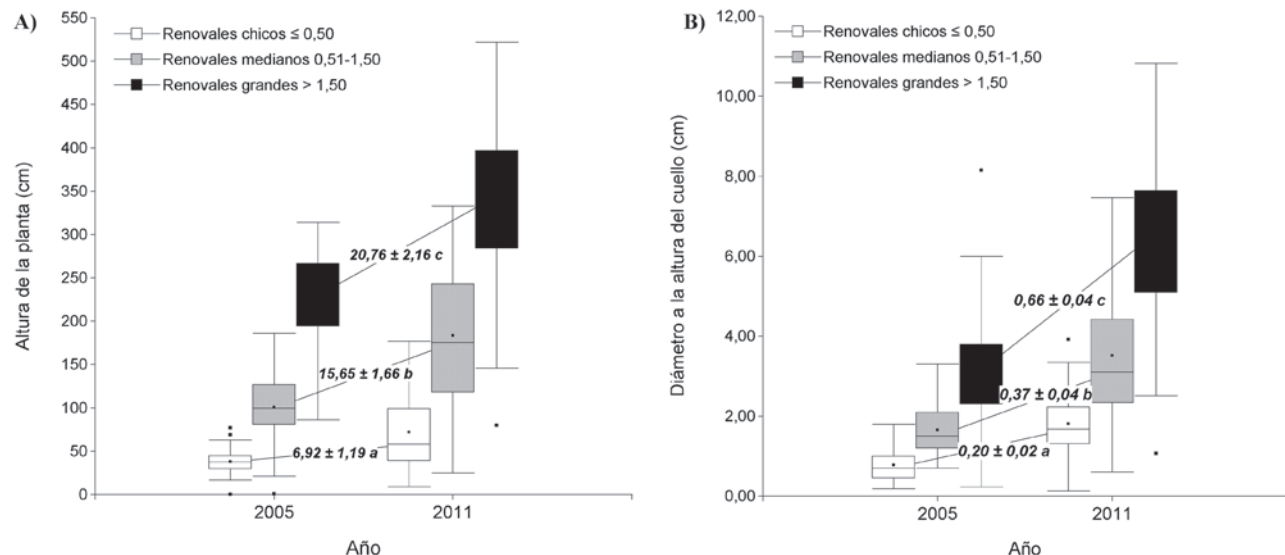 A)
Renovales chicos ≤ 0,50
Renovales medianos 0,51-1,50
Renovales grandes > 1,50
Altura de la planta (cm)
550
500
450
400
350
300
250
200
150
100
50
0
20,76 ± 2,16 c
15,65 ± 1,66 b
6,92 ± 1,19 a
2005
2011
Año
B)
Renovales chicos ≤ 0,50
Renovales medianos 0,51-1,50
Renovales grandes > 1,50
Diámetro a la altura del cuello (cm)
12,00
10,00
8,00
6,00
4,00
2,00
0,00
0,66 ± 0,04 c
0,37 ± 0,04 b
0,20 ± 0,02 a
2005
2011
Año